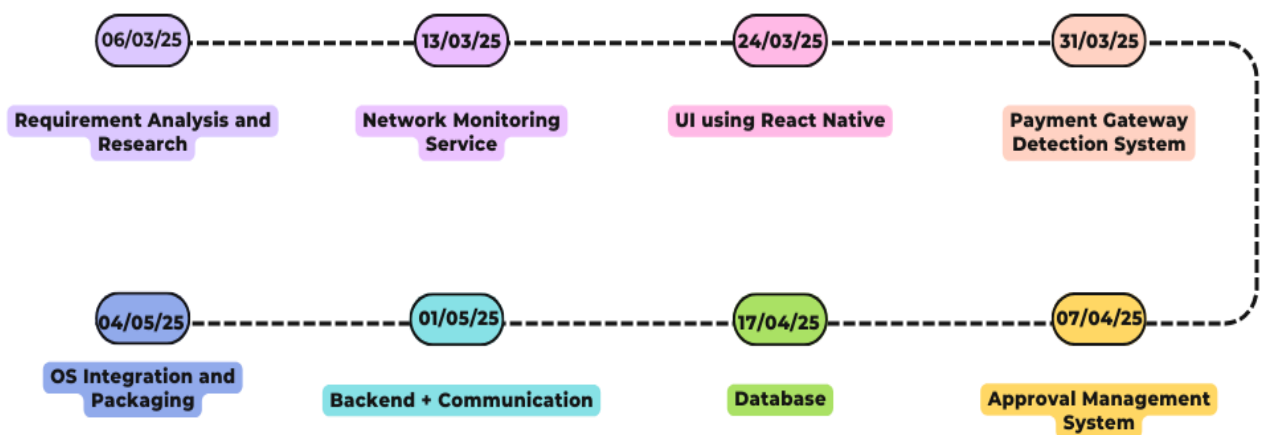 06/03/25
13/03/25
24/03/25
31/03/25
Requirement Analysis and
Research
Network Monitoring
Service
UI using React Native
Payment Gateway
Detection System
04/05/25
01/05/25
17/04/25
07/04/25
OS Integration and
Packaging
Backend + Communication
Database
Approval Management
System